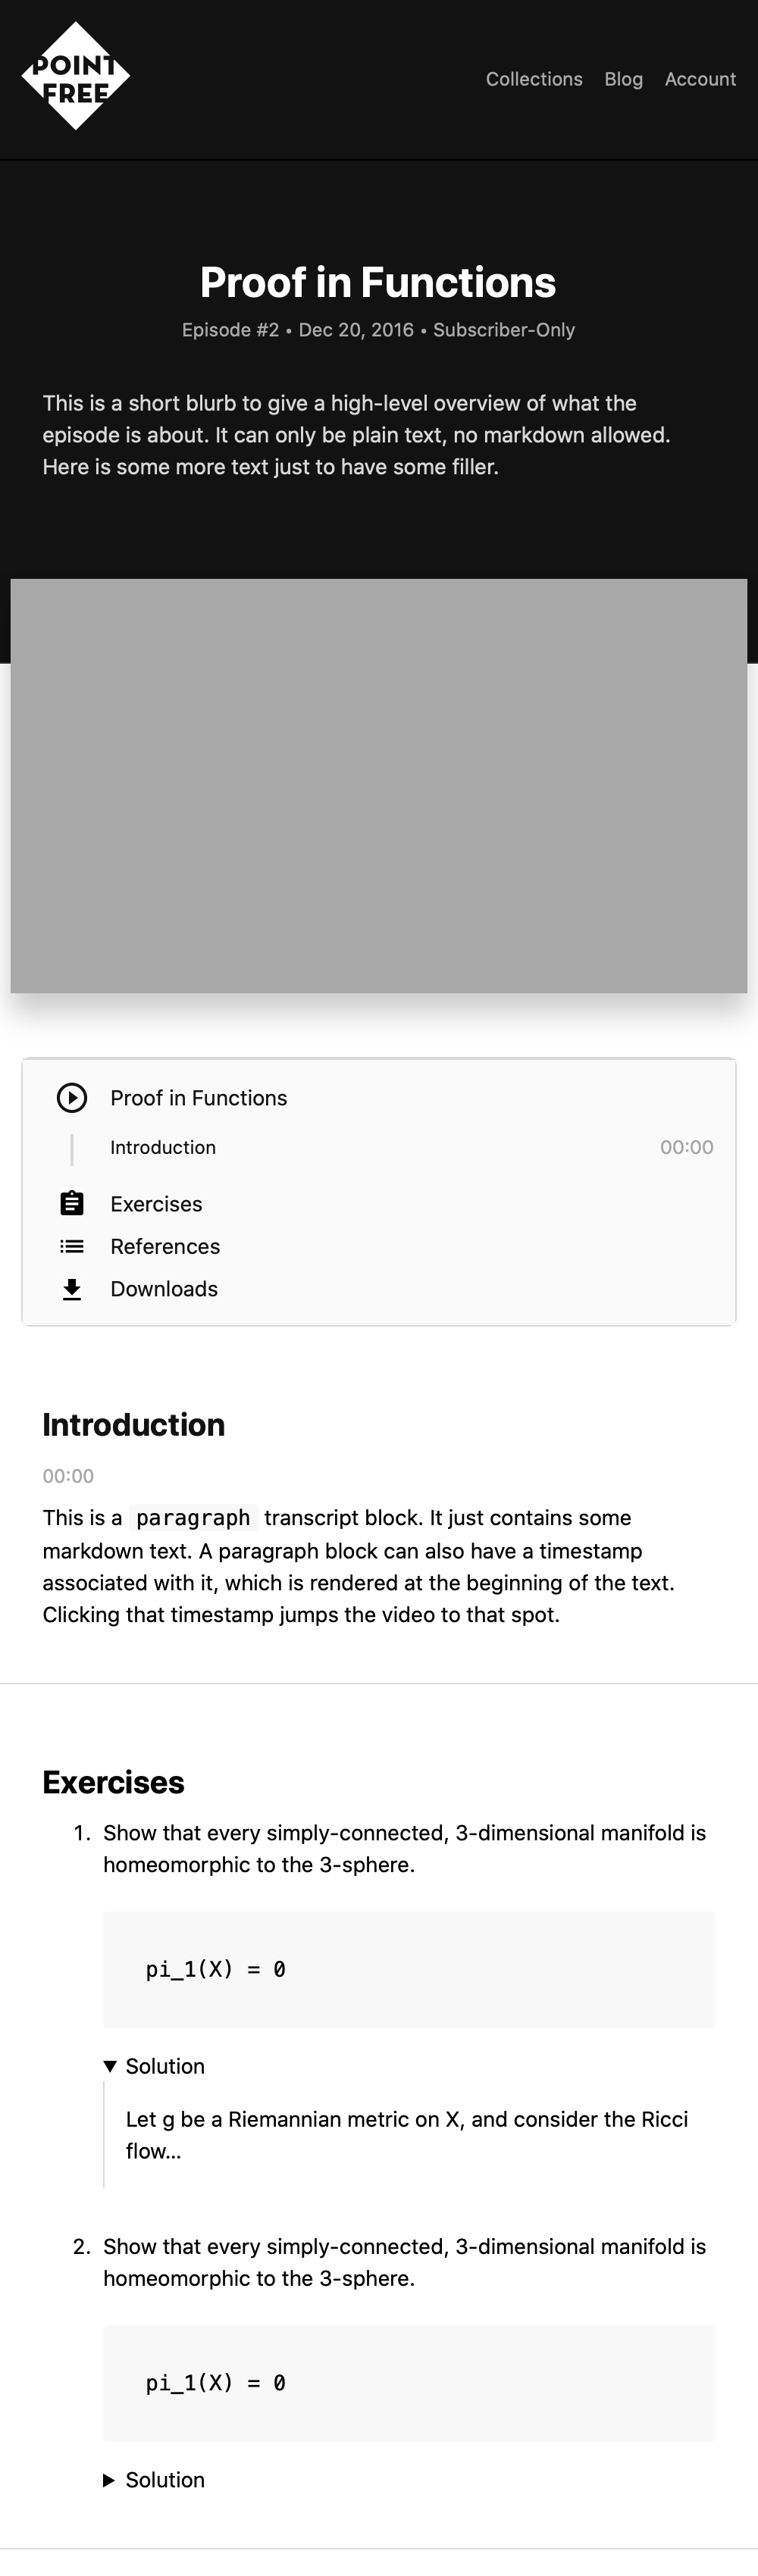 POINT
FREE
Collections Blog Account
Proof in Functions
Episode #2 • Dec 20, 2016 • Subscriber-Only
This is a short blurb to give a high-level overview of what the
episode is about. It can only be plain text, no markdown allowed.
Here is some more text just to have some filler.
Proof in Functions
Introduction 00:00
Exercises
References
Downloads
Introduction
00:00
This is a paragraph transcript block. It just contains some
markdown text. A paragraph block can also have a timestamp
associated with it, which is rendered at the beginning of the text.
Clicking that timestamp jumps the video to that spot.
Exercises
1. Show that every simply-connected, 3-dimensional manifold is
homeomorphic to the 3-sphere.
pi_1(X) = 0
▼ Solution
Let g be a Riemannian metric on X, and consider the Ricci
flow...
2. Show that every simply-connected, 3-dimensional manifold is
homeomorphic to the 3-sphere.
pi_1(X) = 0
▶ Solution